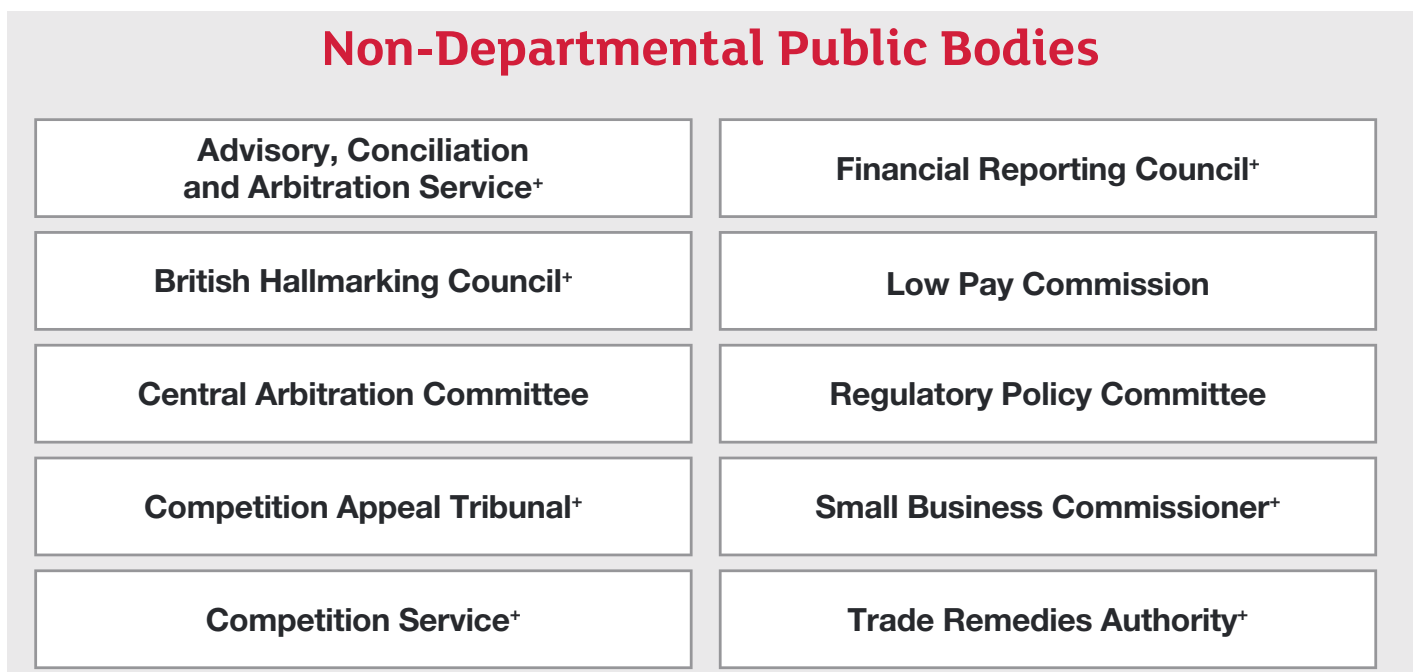 Non-Departmental Public Bodies
Advisory, Conciliation
and Arbitration Service+
Financial Reporting Council+
British Hallmarking Council+
Low Pay Commission
Central Arbitration Committee
Regulatory Policy Committee
Competition Appeal Tribunal+
Small Business Commissioner+
Competition Service+
Trade Remedies Authority+